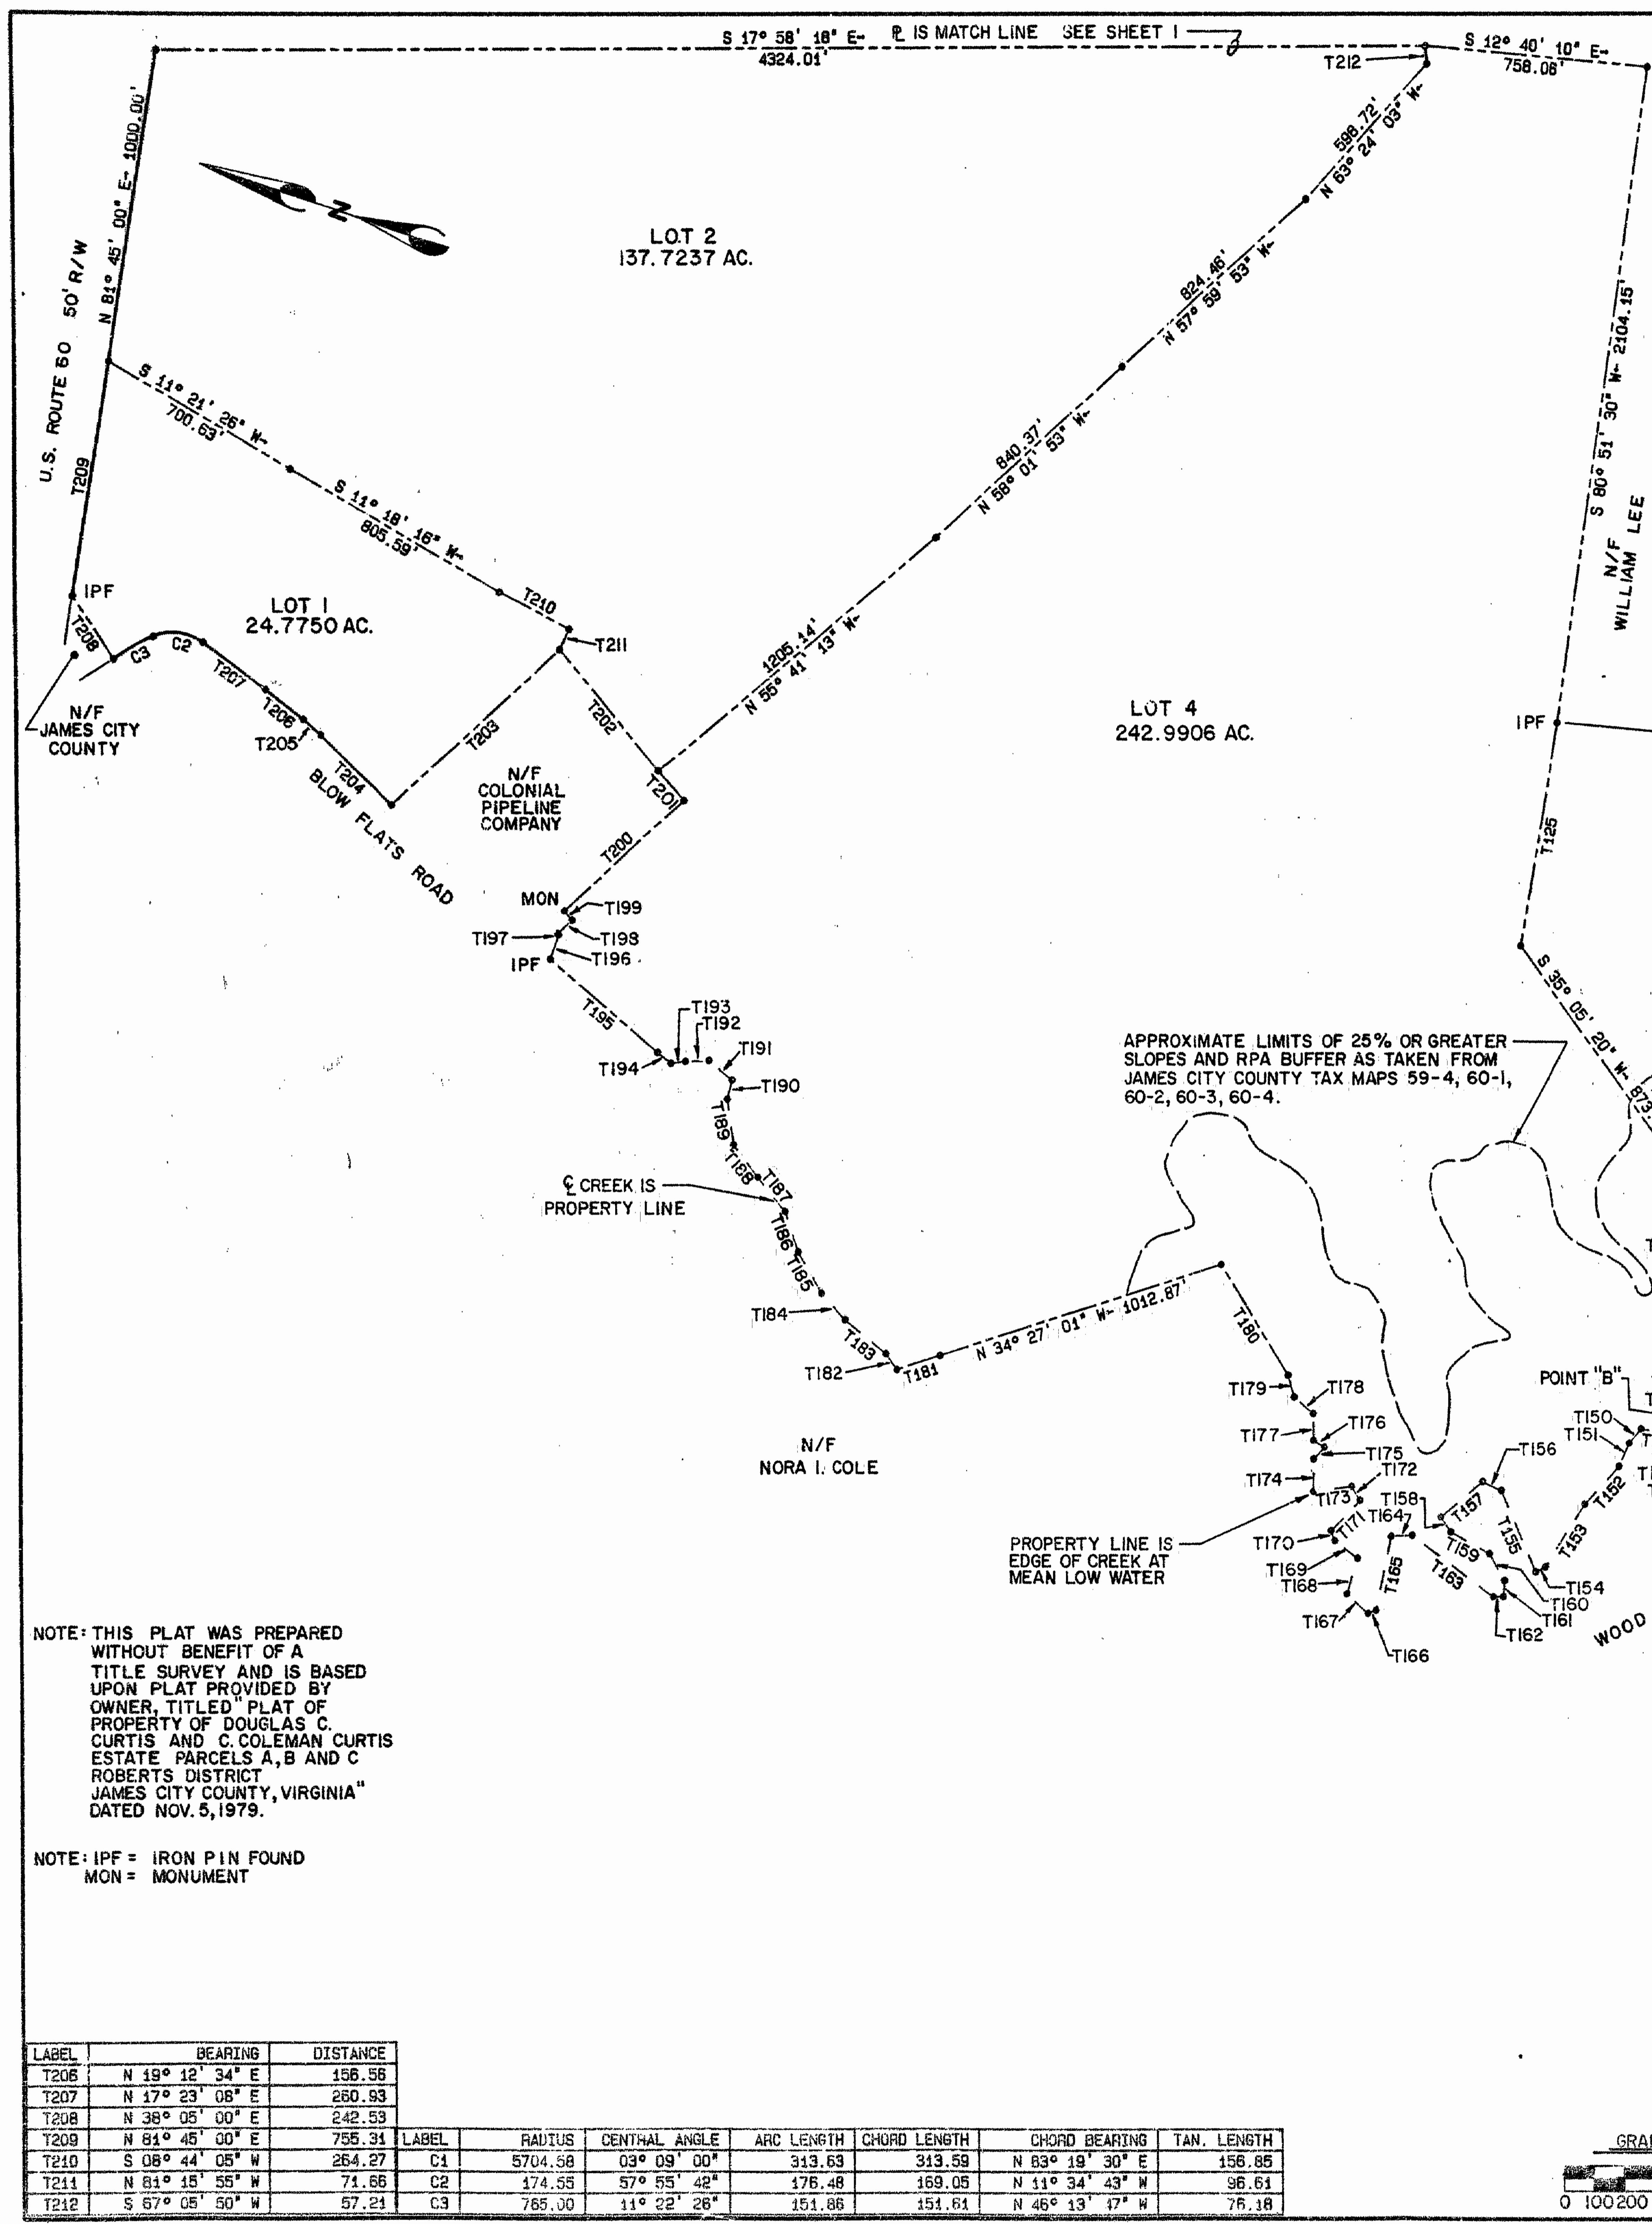 S 17° 58' 18" E-
4324.01'
℄ IS MATCH LINE SEE SHEET 1
S 12° 40' 10" E-
758.06'
T212
N 81° 45' 00" E- 1000.00'
598.72'
N 63° 24' 03" W-
N
LOT 2
137.7237 AC.
U.S. ROUTE 60 50' R/W
824.46'
N 57° 59' 53" W-
S 80° 51' 30" W- 2104.15'
S 11° 21' 26" W-
700.63'
840.37'
N 58° 01' 53" W-
T209
S 11° 18' 16" W-
805.59'
N/F
WILLIAM LEE
IPF
LOT 1
24.7750 AC.
T210
T211
T208
C3
C2
T207
1205.14'
N 55° 41' 13" W-
T206
T205
T204
T203
T202
T201
N/F
JAMES CITY
COUNTY
LOT 4
242.9906 AC.
IPF
N/F
COLONIAL
PIPELINE
COMPANY
BLOW FLATS ROAD
T200
T125
MON
T199
T197
T198
IPF
T196
T195
S 35° 05' 20" W- 873.
T193
T192
T194
T191
T190
APPROXIMATE LIMITS OF 25% OR GREATER
SLOPES AND RPA BUFFER AS TAKEN FROM
JAMES CITY COUNTY TAX MAPS 59-4, 60-1,
60-2, 60-3, 60-4.
T189
T188
T187
℄ CREEK IS
PROPERTY LINE
T186
T185
T184
T183
T182
T181
N 34° 27' 01" W- 1012.87'
T180
T179
T178
POINT "B"
T177
T176
T150
T151
T175
T156
N/F
NORA I. COLE
T174
T172
T173
T158
T157
T152
T171
T164
T170
T155
T153
PROPERTY LINE IS
EDGE OF CREEK AT
MEAN LOW WATER
T169
T159
T168
T165
T163
T154
T160
T161
T167
T162
T166
WOOD
NOTE: THIS PLAT WAS PREPARED
WITHOUT BENEFIT OF A
TITLE SURVEY AND IS BASED
UPON PLAT PROVIDED BY
OWNER, TITLED "PLAT OF
PROPERTY OF DOUGLAS C.
CURTIS AND C. COLEMAN CURTIS
ESTATE PARCELS A, B AND C
ROBERTS DISTRICT
JAMES CITY COUNTY, VIRGINIA"
DATED NOV. 5, 1979.
NOTE: IPF = IRON PIN FOUND
MON = MONUMENT
LABEL BEARING DISTANCE
T206 N 19° 12' 34" E 156.56
T207 N 17° 23' 08" E 260.93
T208 N 38° 05' 00" E 242.53
T209 N 81° 45' 00" E 755.31
T210 S 08° 44' 05" W 264.27
T211 N 81° 15' 55" W 71.66
T212 S 67° 05' 50" W 57.21
LABEL RADIUS CENTRAL ANGLE ARC LENGTH CHORD LENGTH CHORD BEARING TAN. LENGTH
C1 5704.58 03° 09' 00" 313.63 313.59 N 83° 19' 30" E 156.85
C2 174.55 57° 55' 42" 176.48 169.05 N 11° 34' 43" W 96.61
C3 765.00 11° 22' 26" 151.86 151.61 N 46° 13' 47" W 76.18
GRA
0 100 200